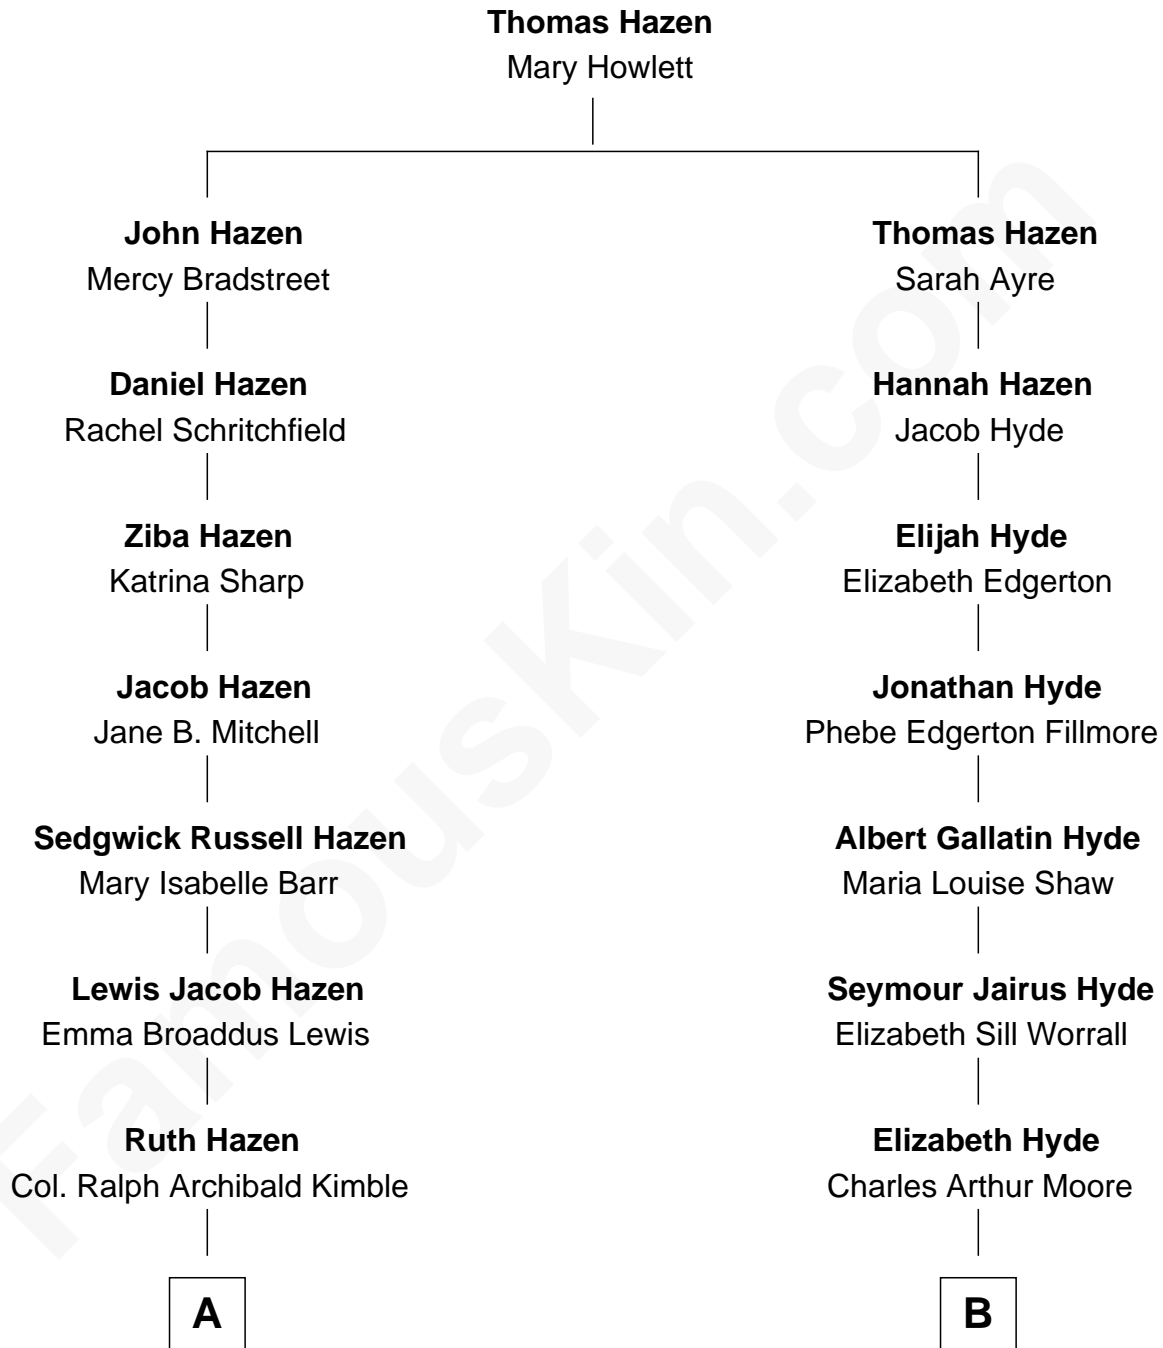 Thomas Hazen
Mary Howlett
John Hazen
Mercy Bradstreet
Thomas Hazen
Sarah Ayre
Daniel Hazen
Rachel Schritchfield
Hannah Hazen
Jacob Hyde
Ziba Hazen
Katrina Sharp
Elijah Hyde
Elizabeth Edgerton
Jacob Hazen
Jane B. Mitchell
Jonathan Hyde
Phebe Edgerton Fillmore
Sedgwick Russell Hazen
Mary Isabelle Barr
Albert Gallatin Hyde
Maria Louise Shaw
Lewis Jacob Hazen
Emma Broaddus Lewis
Seymour Jairus Hyde
Elizabeth Sill Worrall
Ruth Hazen
Col. Ralph Archibald Kimble
Elizabeth Hyde
Charles Arthur Moore
A
B
FamousKin.com